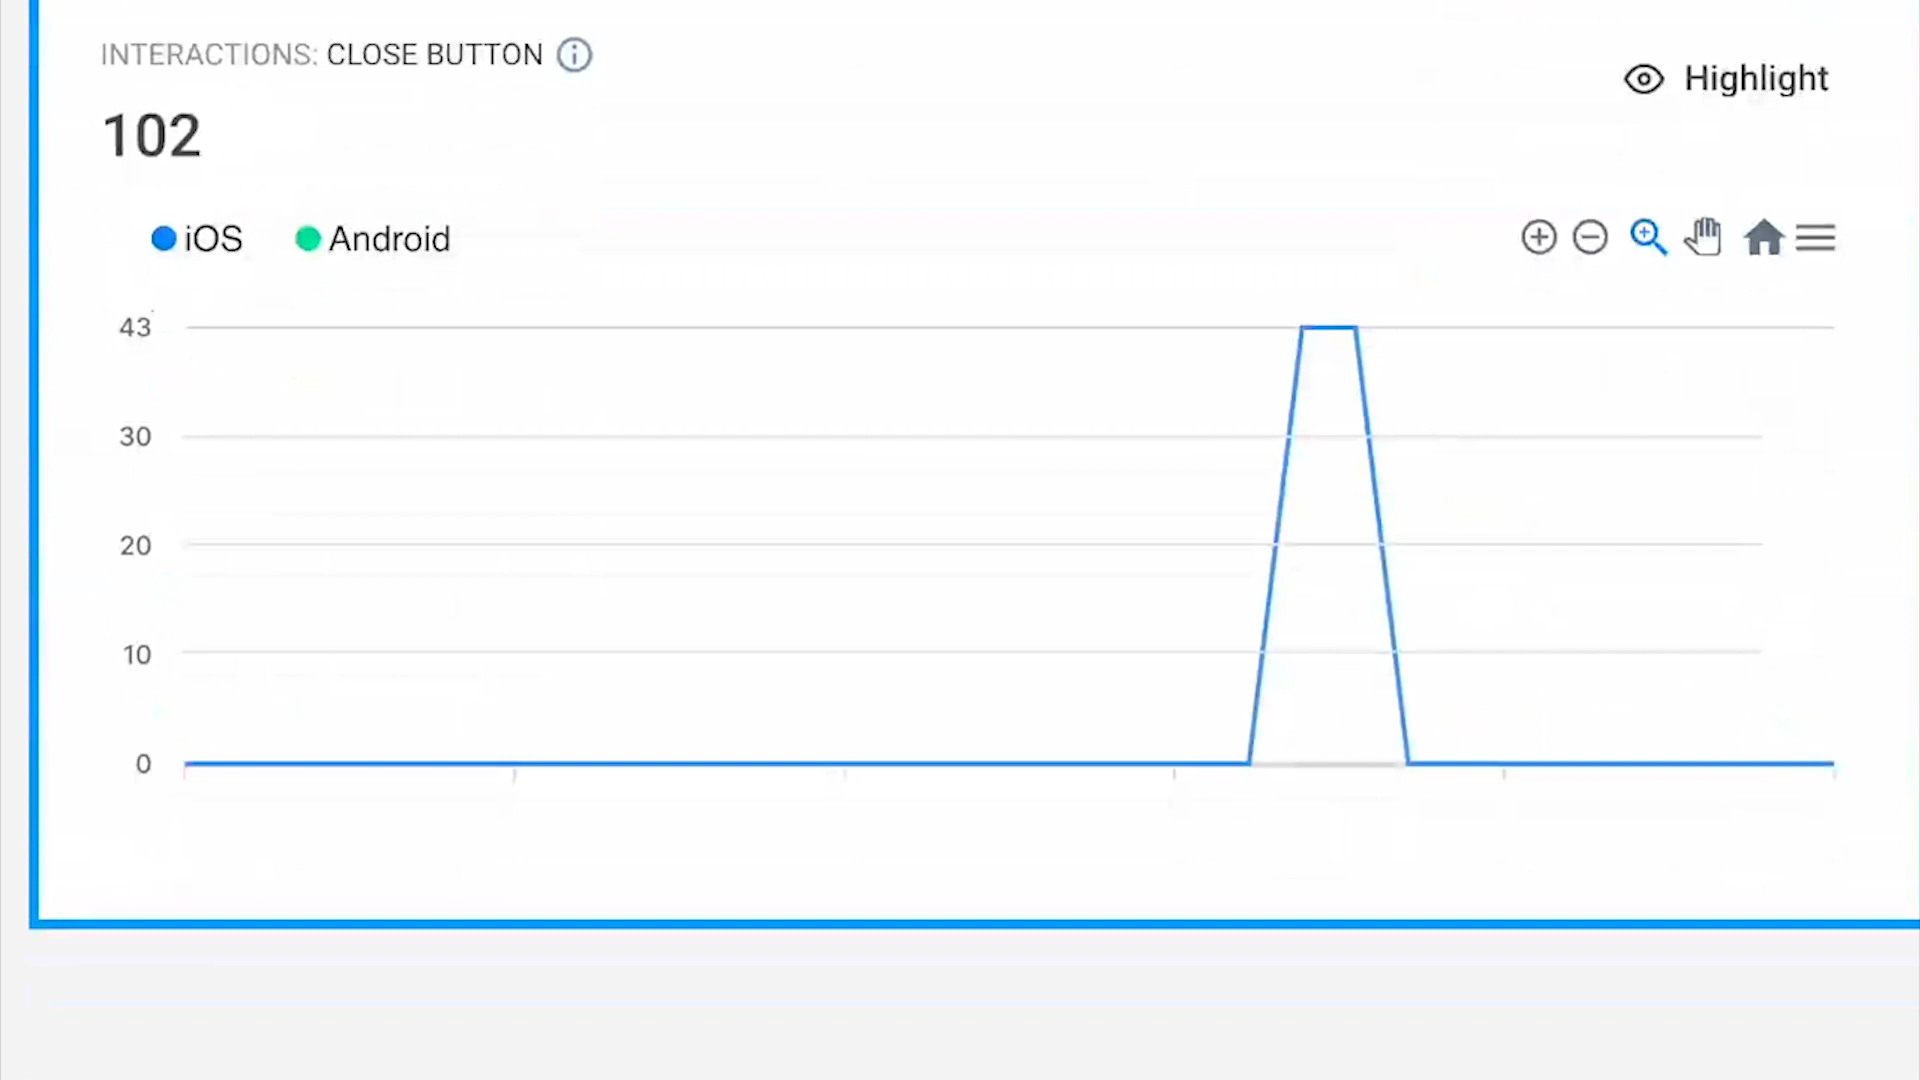 INTERACTIONS: CLOSE BUTTON
Highlight
102
iOS Android
43
30
20
10
0